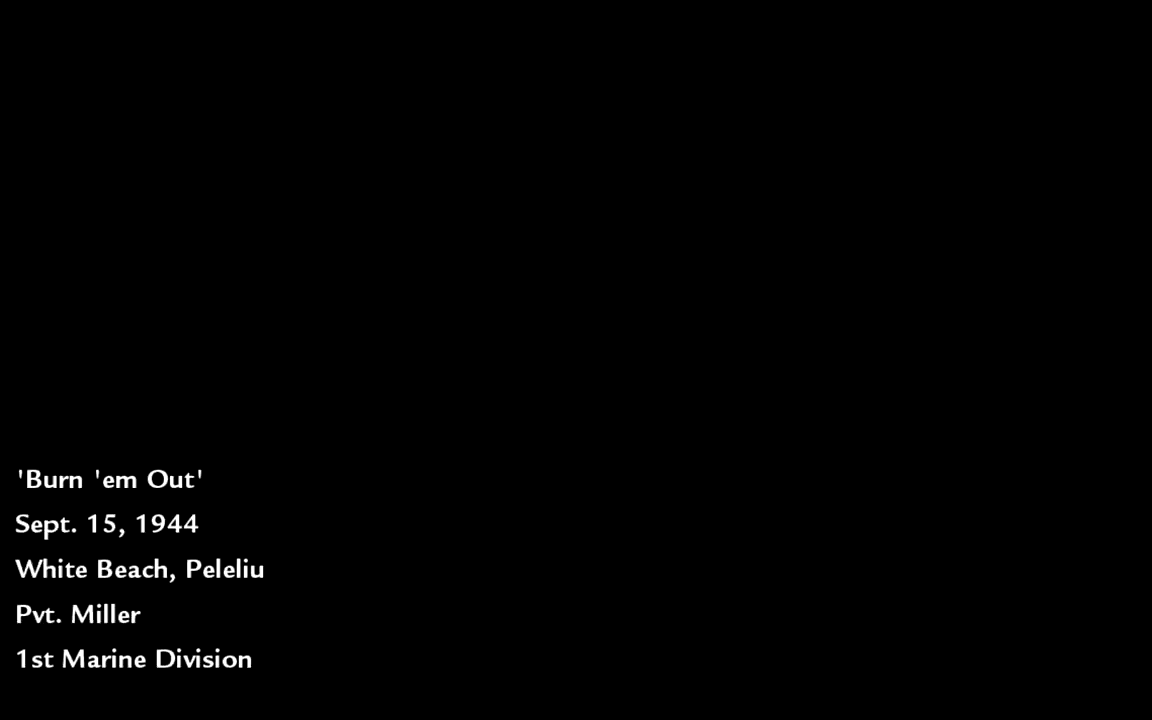 'Burn 'em Out'
Sept. 15, 1944
White Beach, Peleliu
Pvt. Miller
1st Marine Division